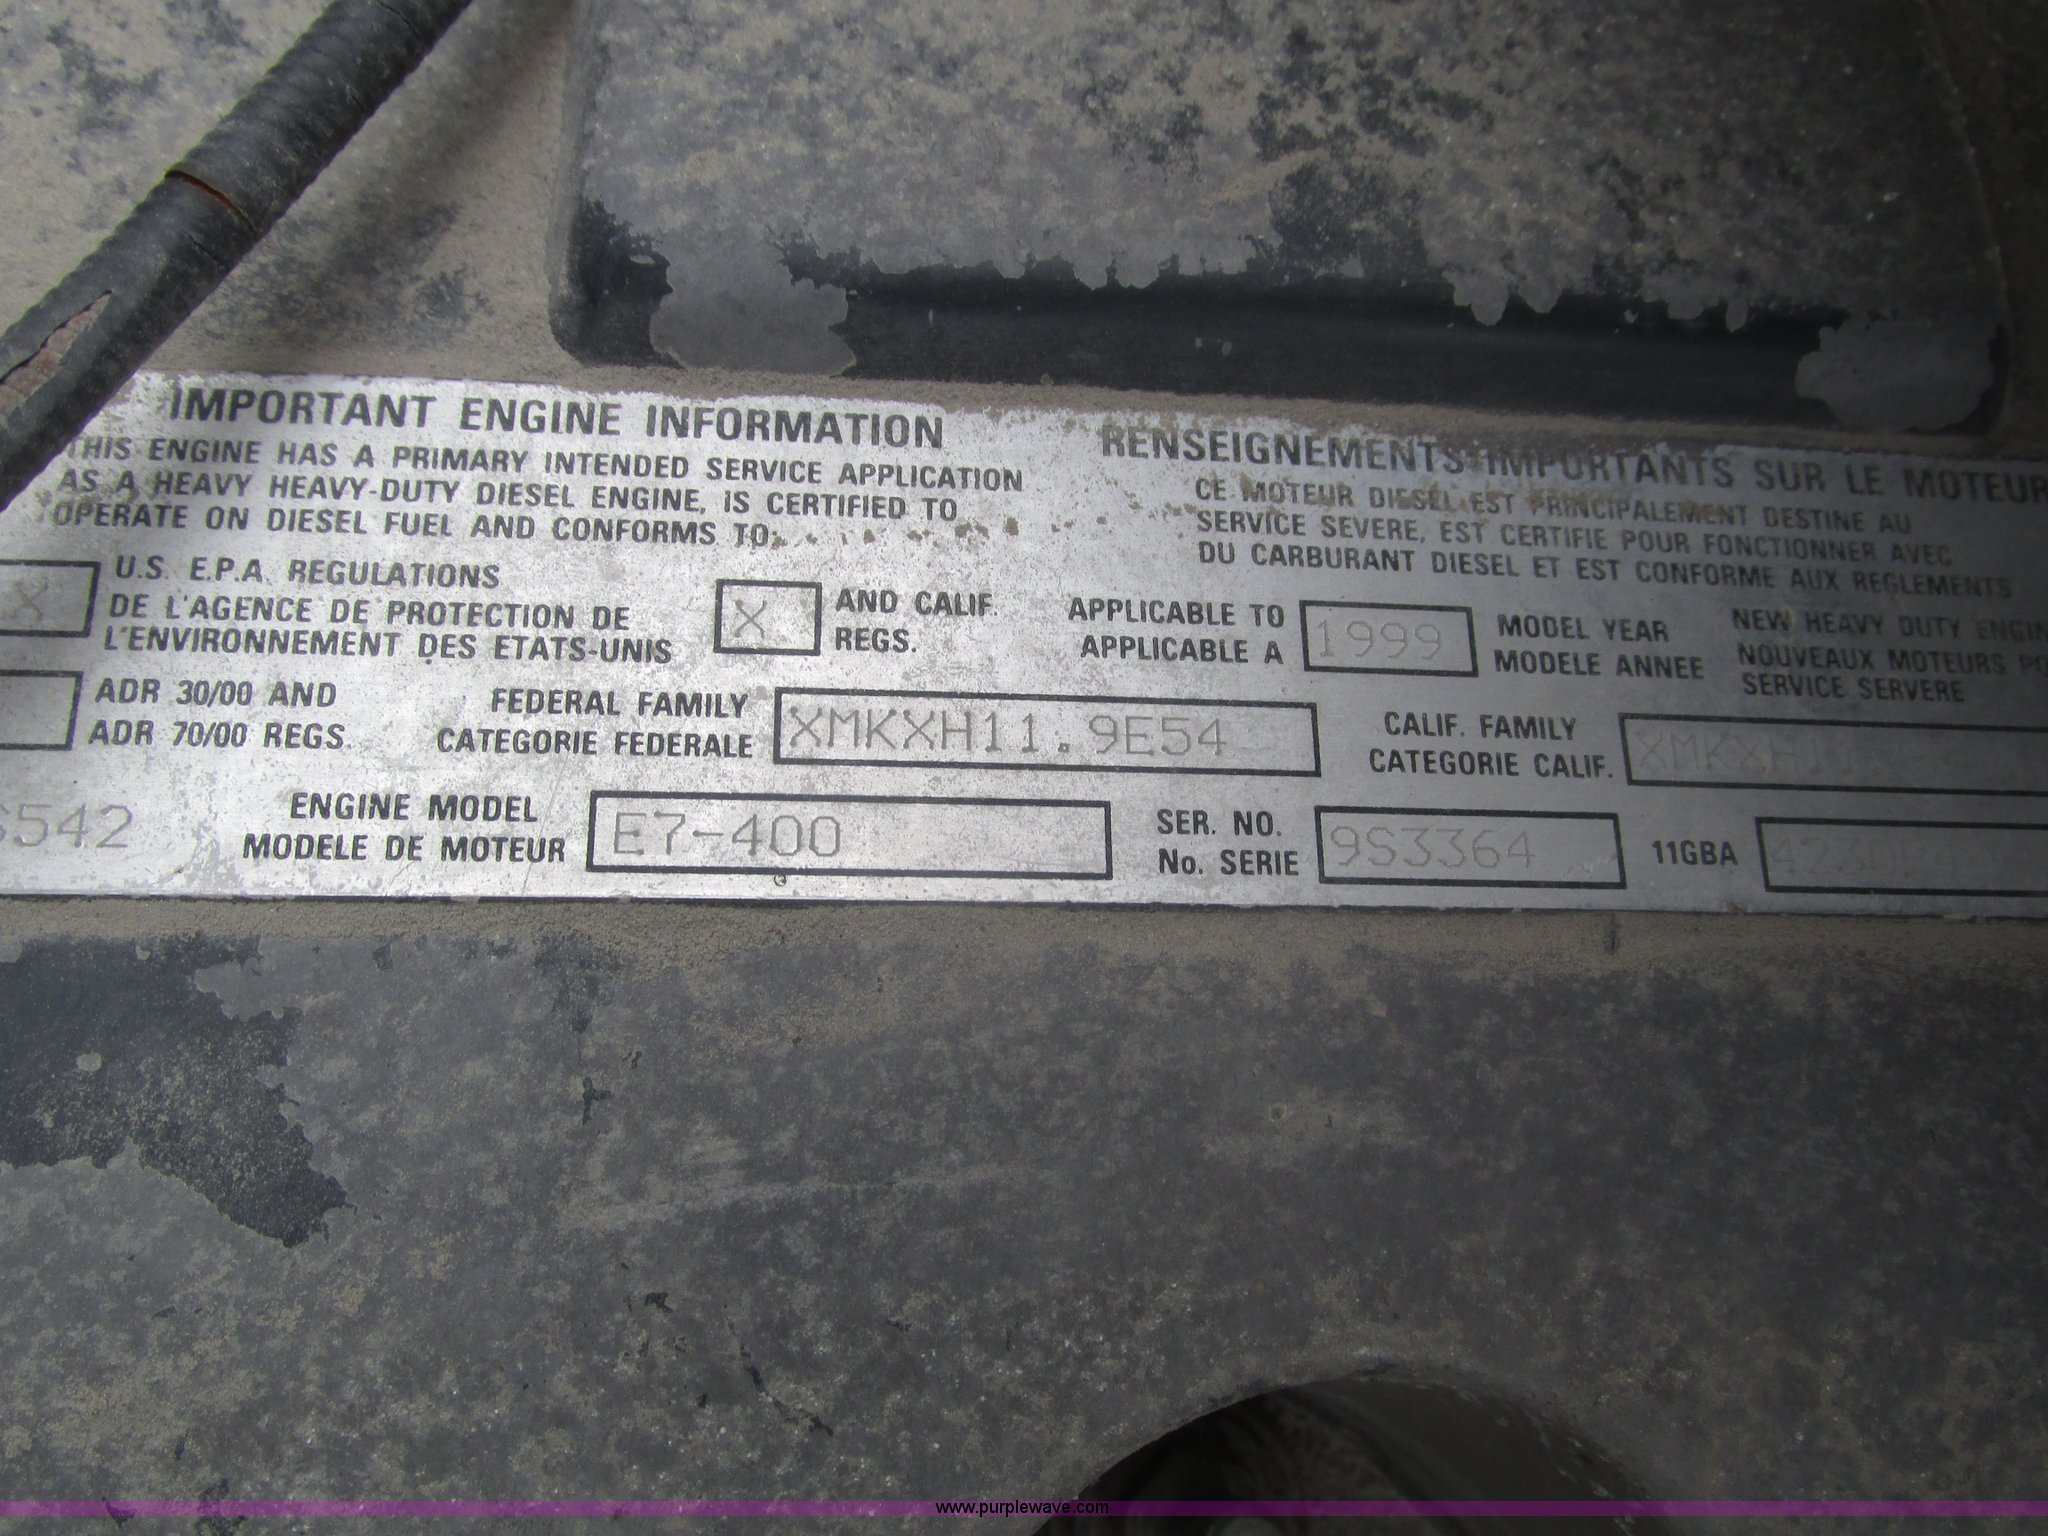 IMPORTANT ENGINE INFORMATION
THIS ENGINE HAS A PRIMARY INTENDED SERVICE APPLICATION
AS A HEAVY HEAVY-DUTY DIESEL ENGINE, IS CERTIFIED TO
OPERATE ON DIESEL FUEL AND CONFORMS TO:
RENSEIGNEMENTS IMPORTANTS SUR LE MOTEUR
CE MOTEUR DIESEL EST PRINCIPALEMENT DESTINE AU
SERVICE SEVERE, EST CERTIFIE POUR FONCTIONNER AVEC
DU CARBURANT DIESEL ET EST CONFORME AUX REGLEMENTS
X
U.S. E.P.A. REGULATIONS
DE L'AGENCE DE PROTECTION DE
L'ENVIRONNEMENT DES ETATS-UNIS
X
AND CALIF.
REGS.
APPLICABLE TO
APPLICABLE A
1999
MODEL YEAR
MODELE ANNEE
NEW HEAVY DUTY ENGIN
NOUVEAUX MOTEURS PO
SERVICE SERVERE
ADR 30/00 AND
ADR 70/00 REGS.
FEDERAL FAMILY
CATEGORIE FEDERALE
XMKXH11.9E54
CALIF. FAMILY
CATEGORIE CALIF.
XMKXH11
542
ENGINE MODEL
MODELE DE MOTEUR
E7-400
SER. NO.
No. SERIE
9S3364
11GBA
www.purplewave.com